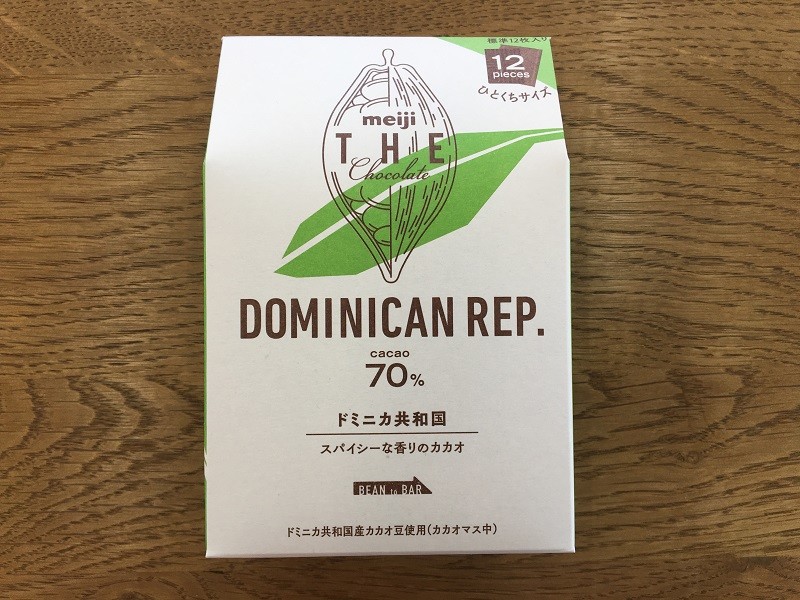 標準12枚入り
12
pieces
ひとくちサイズ
meiji
THE
Chocolate
DOMINICAN REP.
cacao
70%
ドミニカ共和国
スパイシーな香りのカカオ
BEAN to BAR
ドミニカ共和国産カカオ豆使用(カカオマス中)